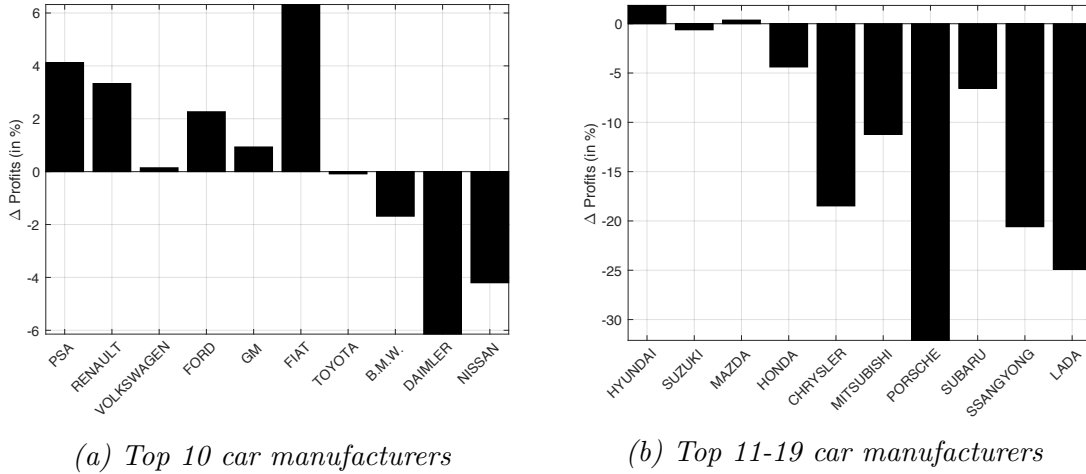 6
4
2
0
-2
-4
-6
Δ Profits (in %)
PSA
RENAULT
VOLKSWAGEN
FORD
GM
FIAT
TOYOTA
B.M.W.
DAIMLER
NISSAN
(a) Top 10 car manufacturers
0
-5
-10
-15
-20
-25
-30
Δ Profits (in %)
HYUNDAI
SUZUKI
MAZDA
HONDA
CHRYSLER
MITSUBISHI
PORSCHE
SUBARU
SSANGYONG
LADA
(b) Top 11-19 car manufacturers